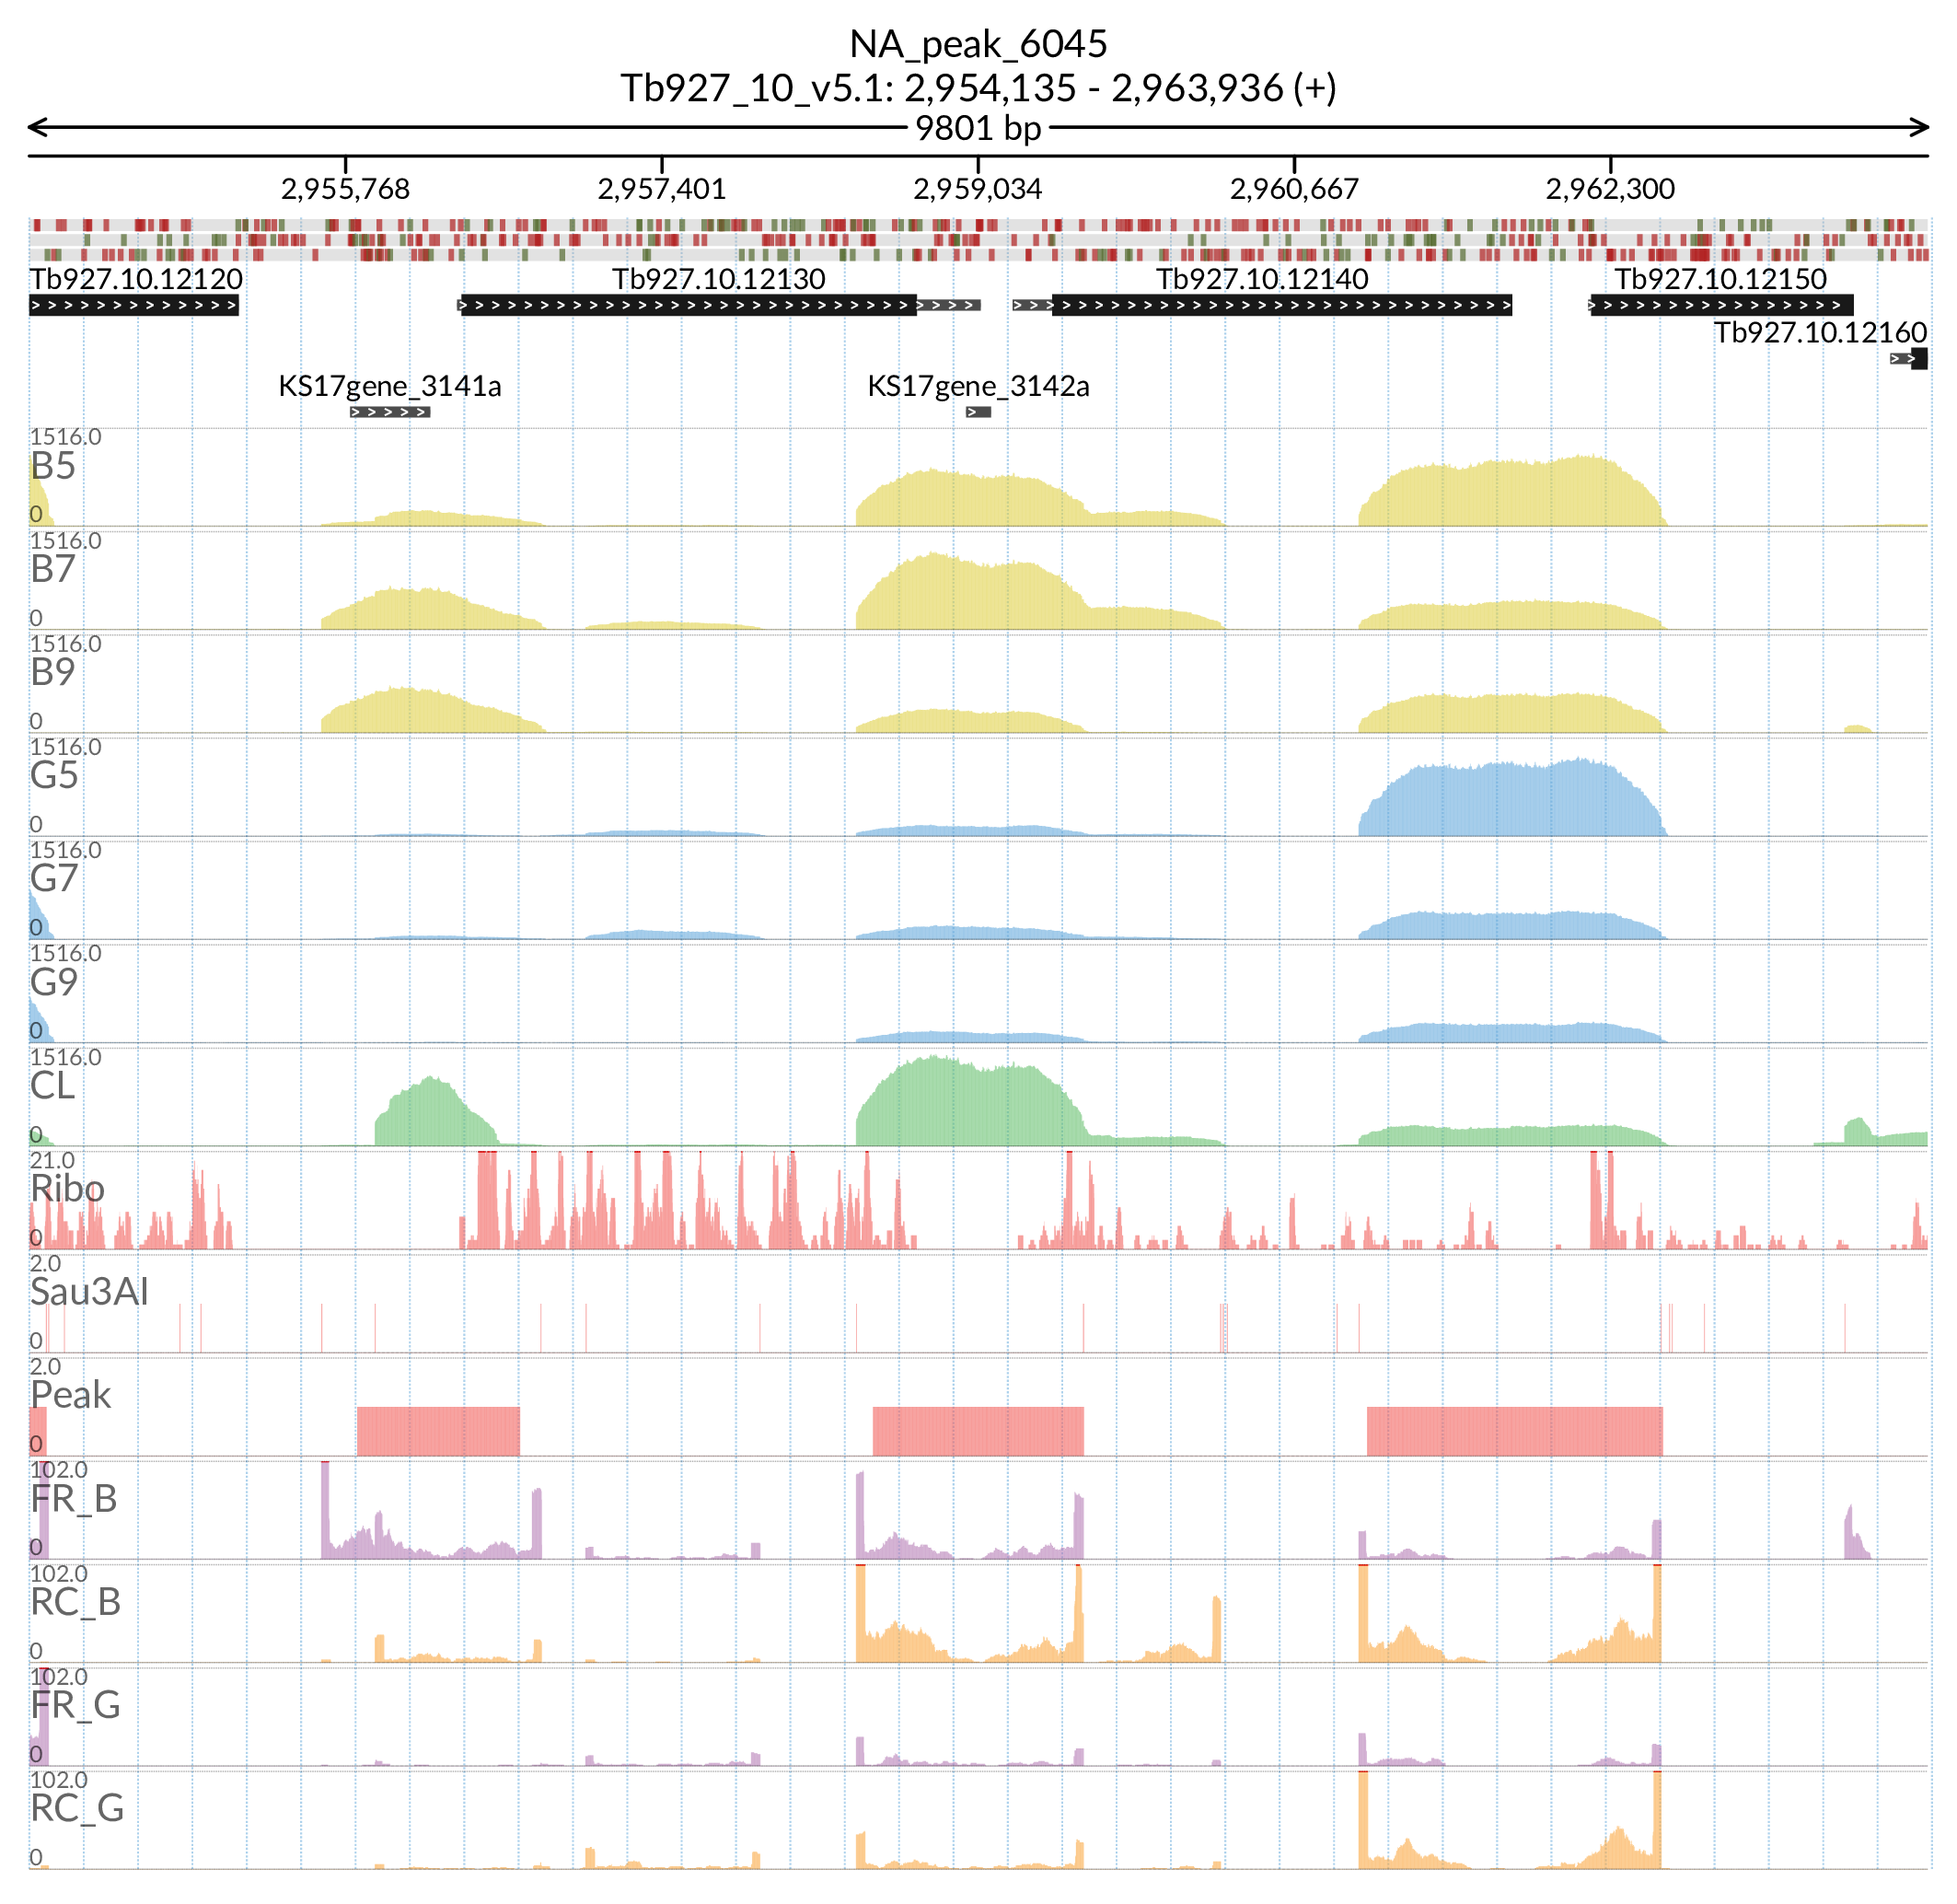 NA_peak_6045
Tb927_10_v5.1: 2,954,135 - 2,963,936 (+)
9801 bp
2,955,768 2,957,401 2,959,034 2,960,667 2,962,300
Tb927.10.12120 Tb927.10.12130 Tb927.10.12140 Tb927.10.12150
Tb927.10.12160
KS17gene_3141a KS17gene_3142a
1516.0
B5
0
1516.0
B7
0
1516.0
B9
0
1516.0
G5
0
1516.0
G7
0
1516.0
G9
0
1516.0
CL
0
21.0
Ribo
0
2.0
Sau3AI
0
2.0
Peak
0
102.0
FR_B
0
102.0
RC_B
0
102.0
FR_G
0
102.0
RC_G
0